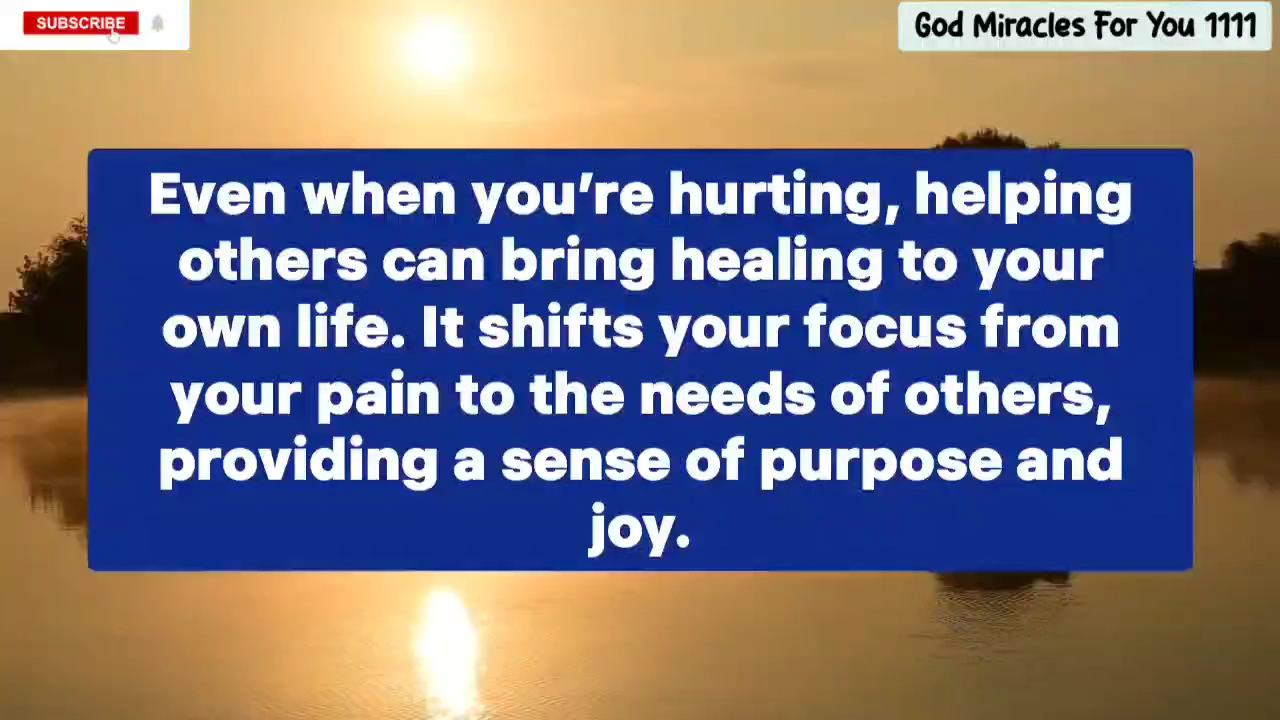 SUBSCRIBE
God Miracles For You 1111
Even when you're hurting, helping
others can bring healing to your
own life. It shifts your focus from
your pain to the needs of others,
providing a sense of purpose and
joy.